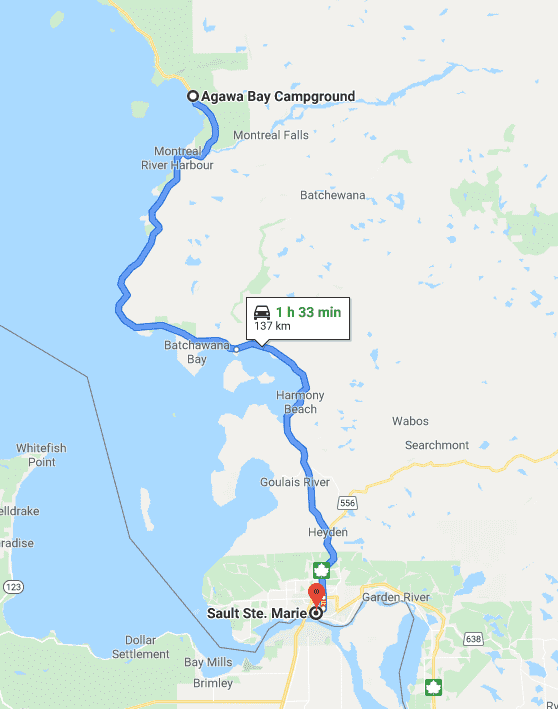 Agawa Bay Campground
Montreal Falls
Montreal
River Harbour
Batchewana
1 h 33 min
137 km
Batchawana
Bay
Harmony
Beach
Wabos
Searchmont
Whitefish
Point
Goulais River
556
elldrake
Heyden
radise
123
Garden River
Sault Ste. Marie
638
Dollar
Settlement
Bay Mills
Brimley
Ry